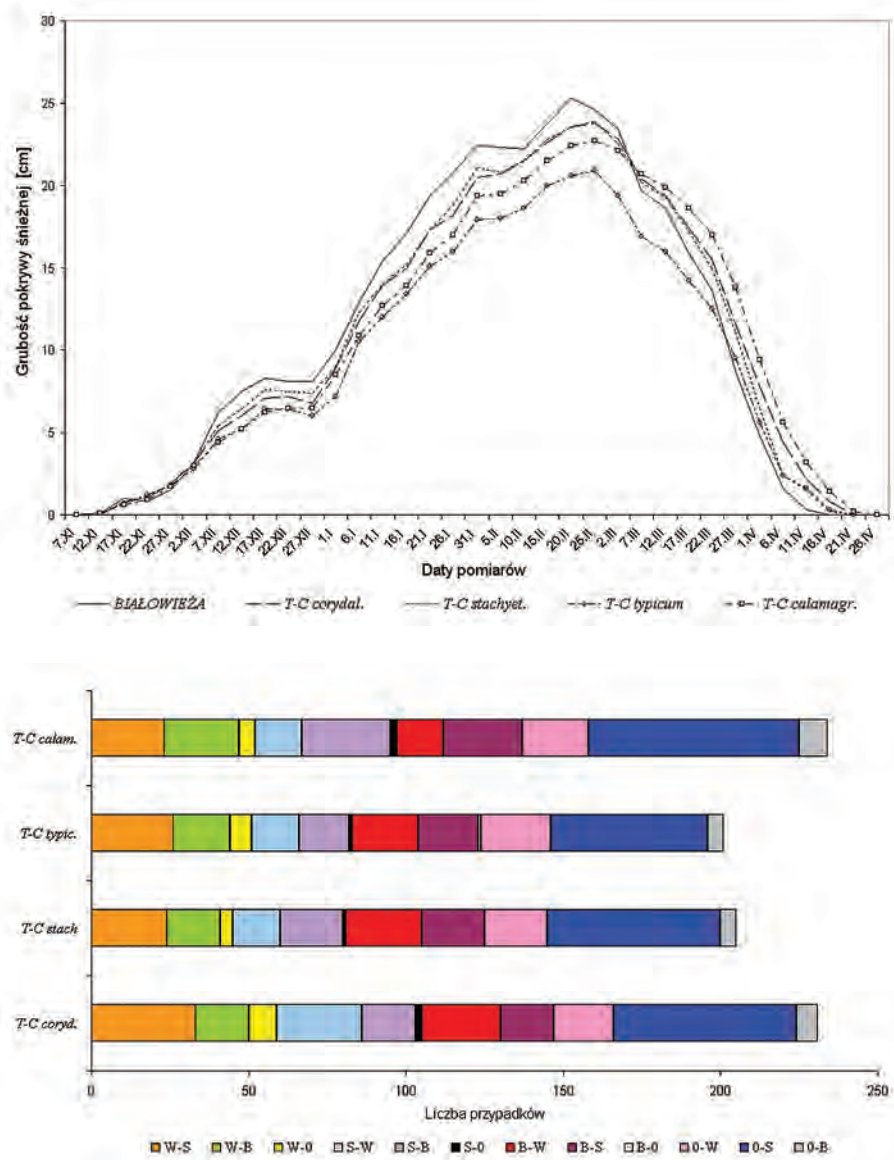 30
25
20
15
10
5
0
Grubość pokrywy śnieżnej [cm]
7.XI 12.XI 17.XI 22.XI 27.XI 2.XII 7.XII 12.XII 17.XII 22.XII 27.XII 1.I 6.I 11.I 16.I 21.I 26.I 31.I 5.II 10.II 15.II 20.II 25.II 2.III 7.III 12.III 17.III 22.III 27.III 1.IV 6.IV 11.IV 16.IV 21.IV 26.IV
Daty pomiarów
BIAŁOWIEŻA T-C corydal. T-C stachyet. T-C typicum T-C calamagr.
T-C calam.
T-C typic.
T-C stach
T-C coryd.
0 50 100 150 200 250
Liczba przypadków
W-S W-B W-0 S-W S-B S-0 B-W B-S B-0 0-W 0-S 0-B